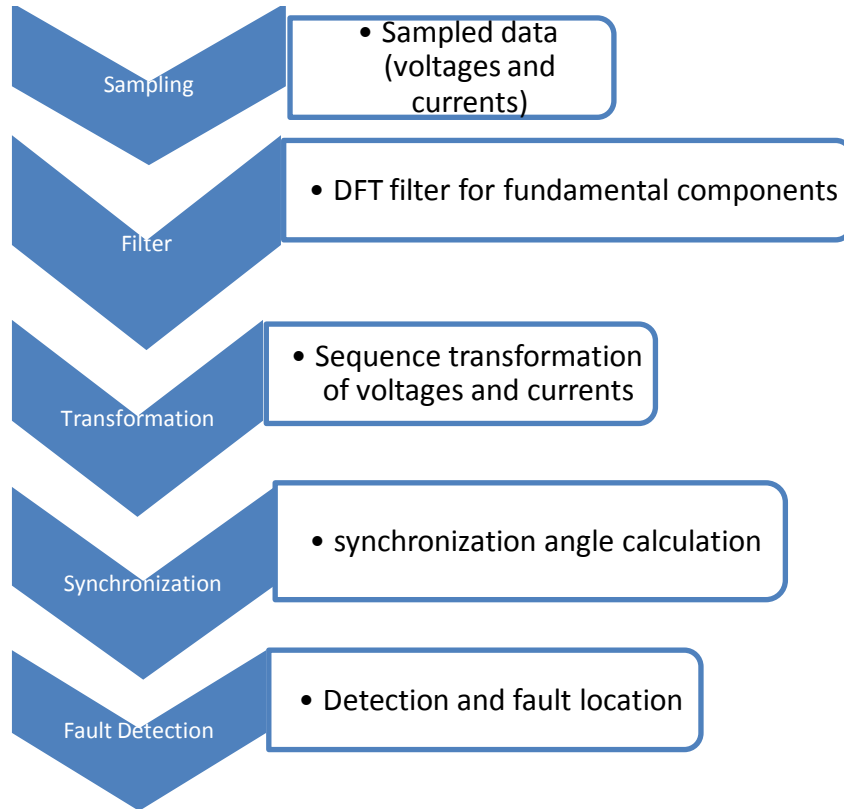 Sampling
• Sampled data
(voltages and
currents)
Filter
• DFT filter for fundamental components
Transformation
• Sequence transformation
of voltages and currents
Synchronization
• synchronization angle calculation
Fault Detection
• Detection and fault location